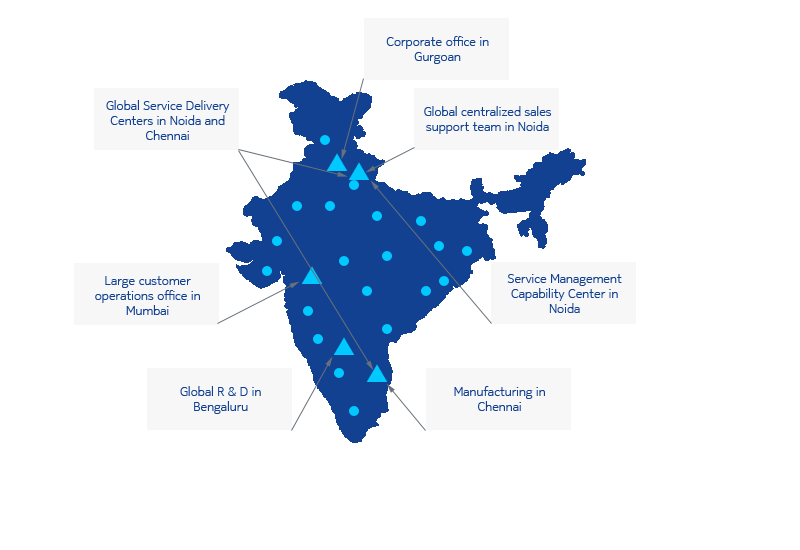 Corporate office in
Gurgoan
Global Service Delivery
Centers in Noida and
Chennai
Global centralized sales
support team in Noida
Large customer
operations office in
Mumbai
Service Management
Capability Center in
Noida
Global R & D in
Bengaluru
Manufacturing in
Chennai